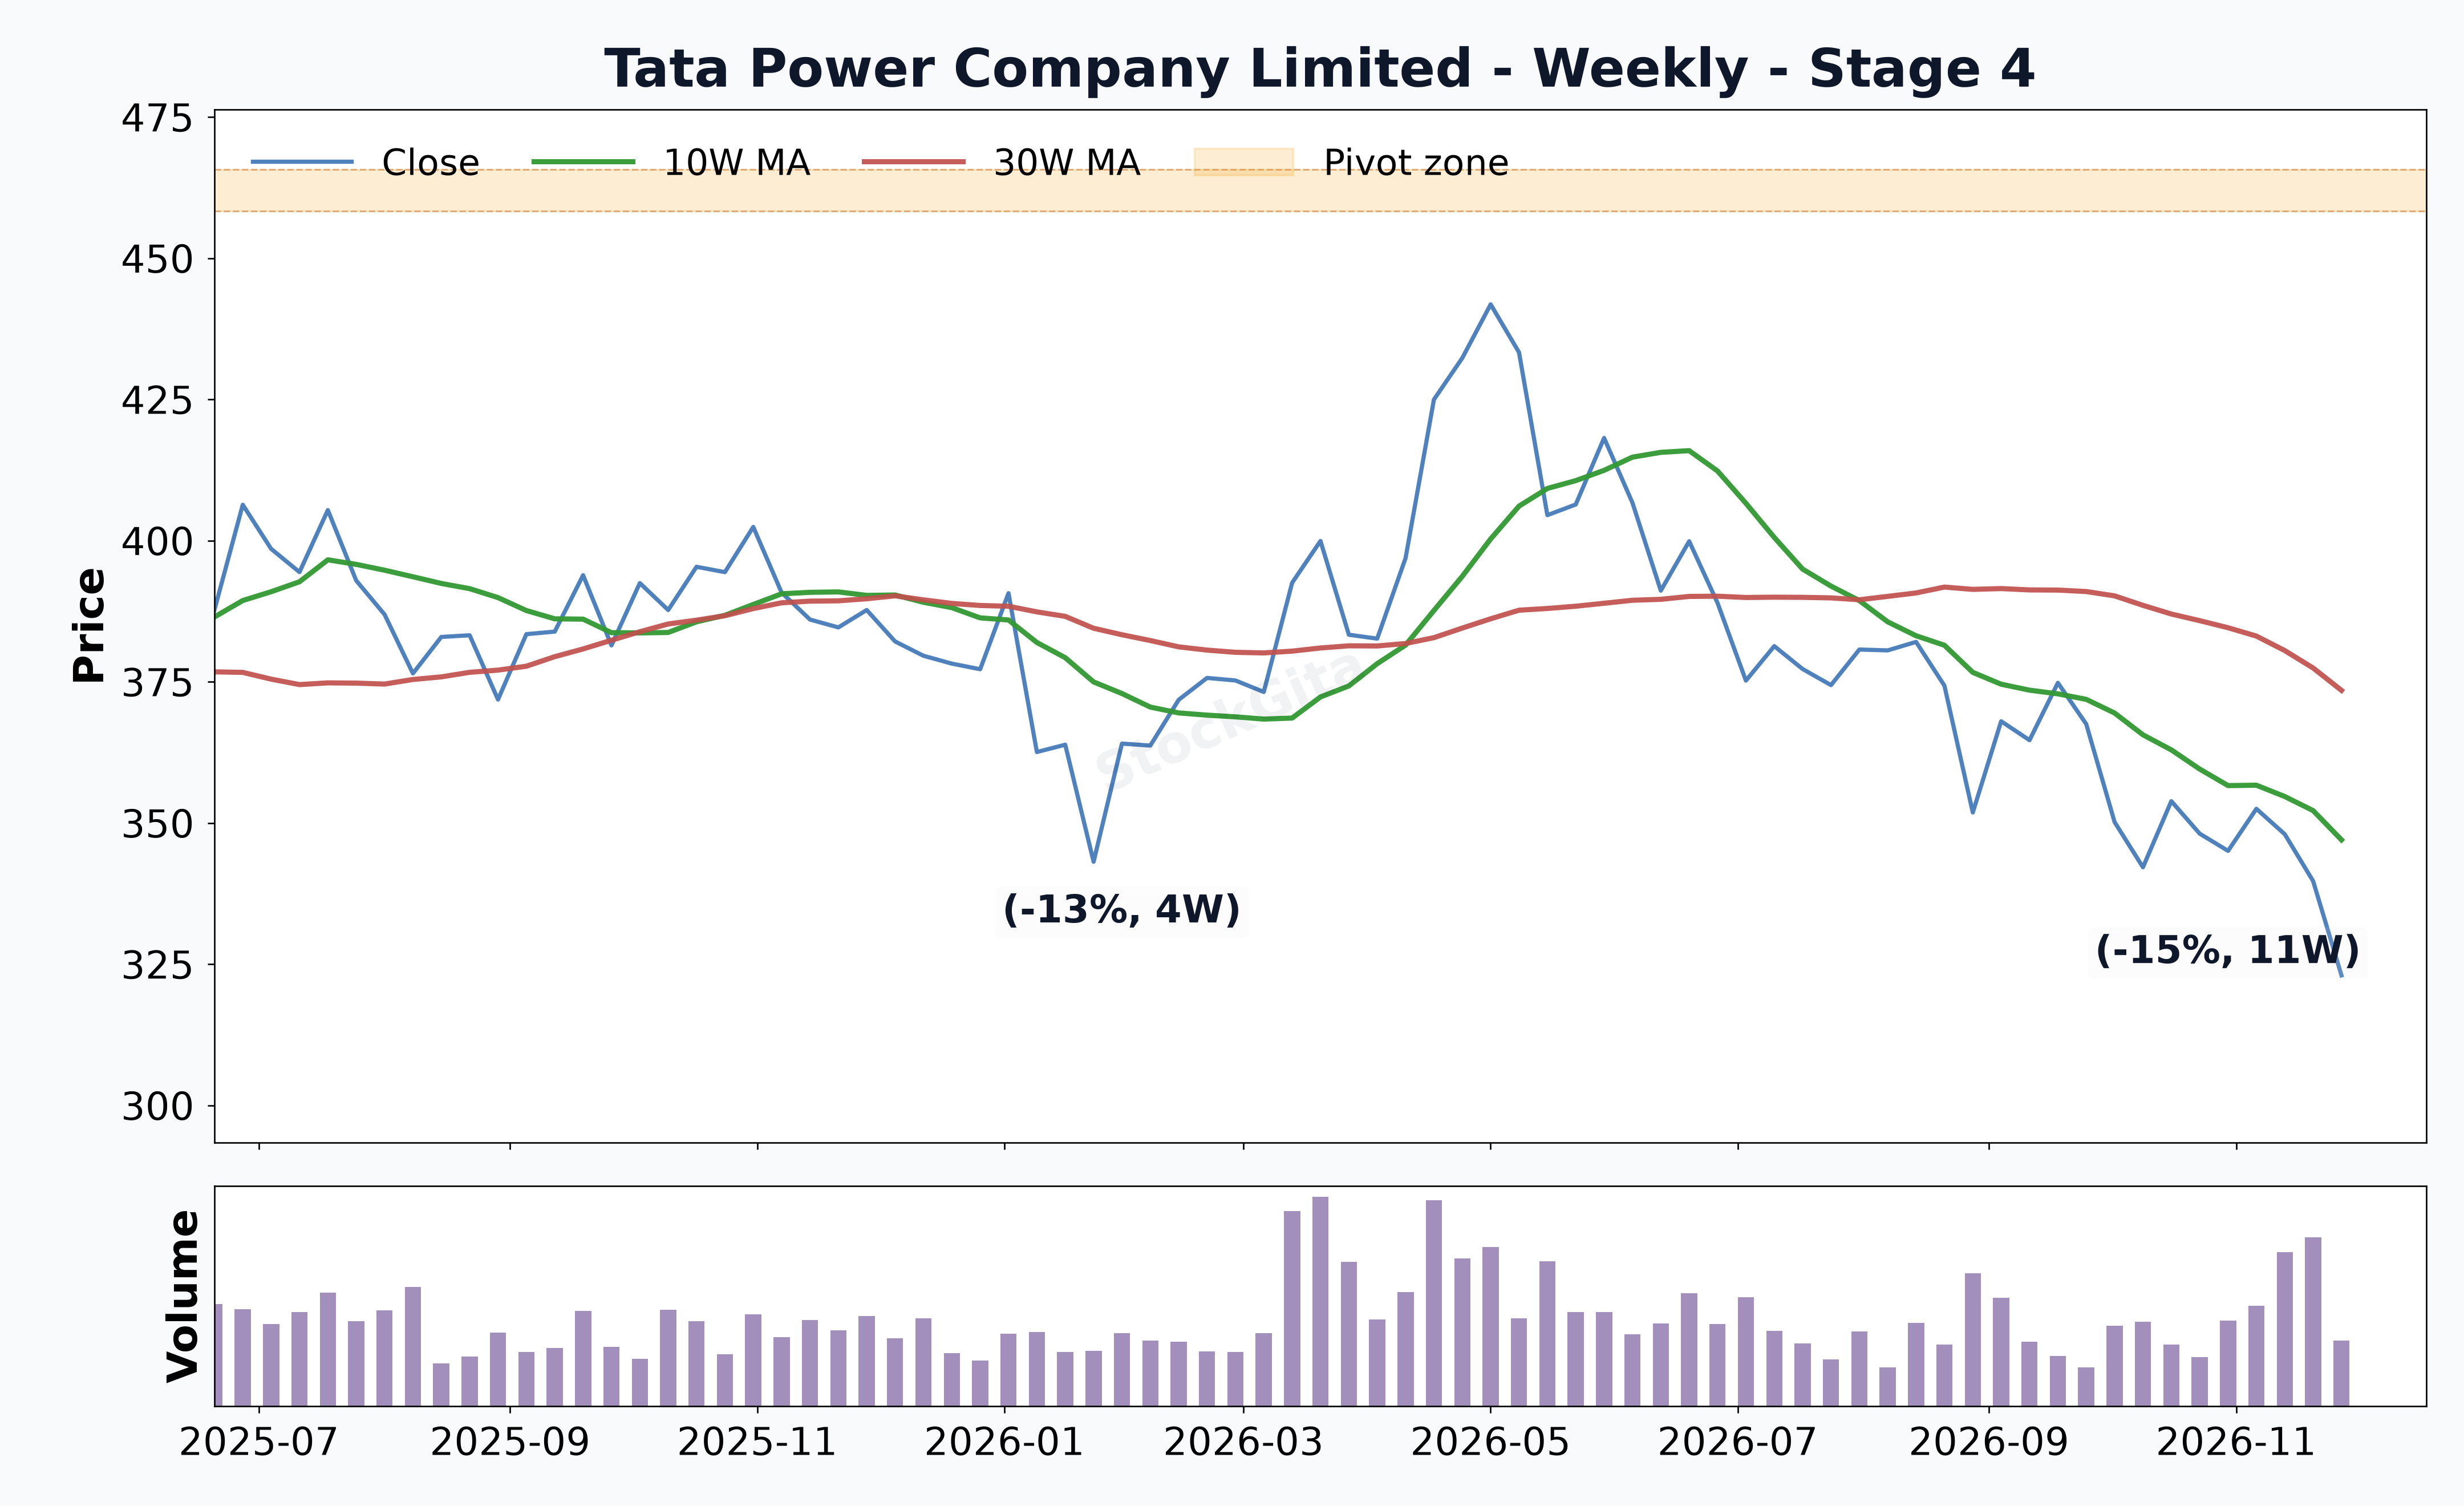 Tata Power Company Limited - Weekly - Stage 4
475
Close 10W MA 30W MA Pivot zone
450
425
400
375
350
325
300
Price
StockGita
(-13%, 4W)
(-15%, 11W)
Volume
2025-07 2025-09 2025-11 2026-01 2026-03 2026-05 2026-07 2026-09 2026-11